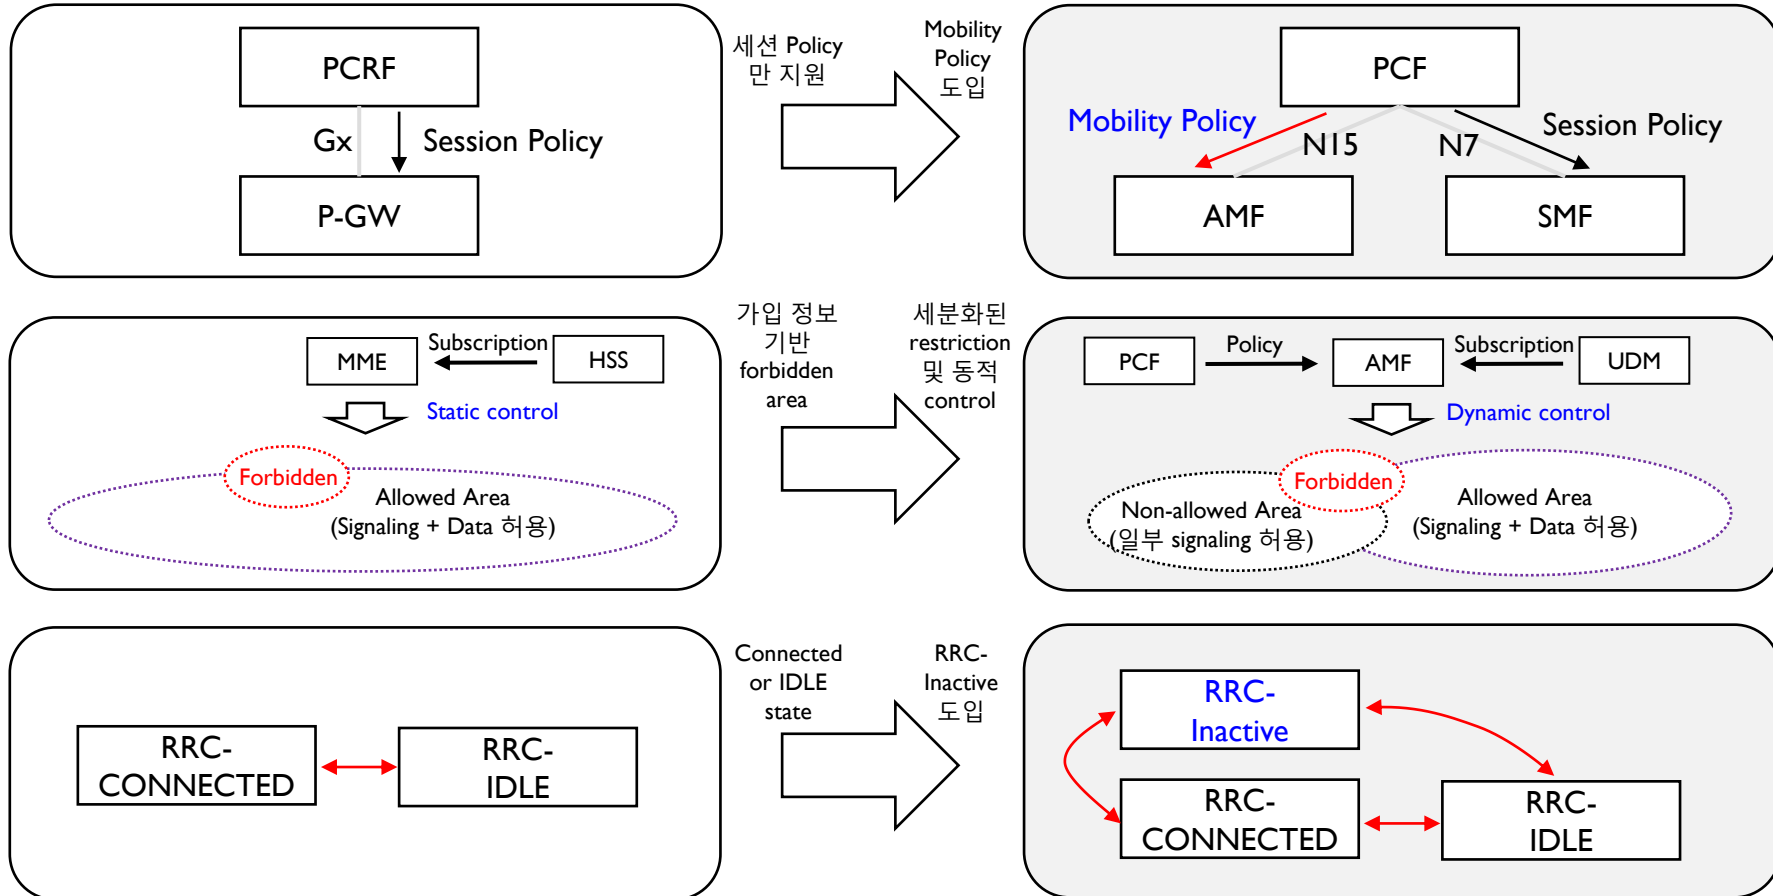 PCRF
Gx
Session Policy
P-GW
세션 Policy
만 지원
Mobility
Policy
도입
PCF
Mobility Policy
N15
N7
Session Policy
AMF
SMF
MME
Subscription
HSS
Static control
Forbidden
Allowed Area
(Signaling + Data 허용)
가입 정보
기반
forbidden
area
세분화된
restriction
및 동적
control
PCF
Policy
AMF
Subscription
UDM
Dynamic control
Forbidden
Non-allowed Area
(일부 signaling 허용)
Allowed Area
(Signaling + Data 허용)
RRC-
CONNECTED
RRC-
IDLE
Connected
or IDLE
state
RRC-
Inactive
도입
RRC-
Inactive
RRC-
CONNECTED
RRC-
IDLE